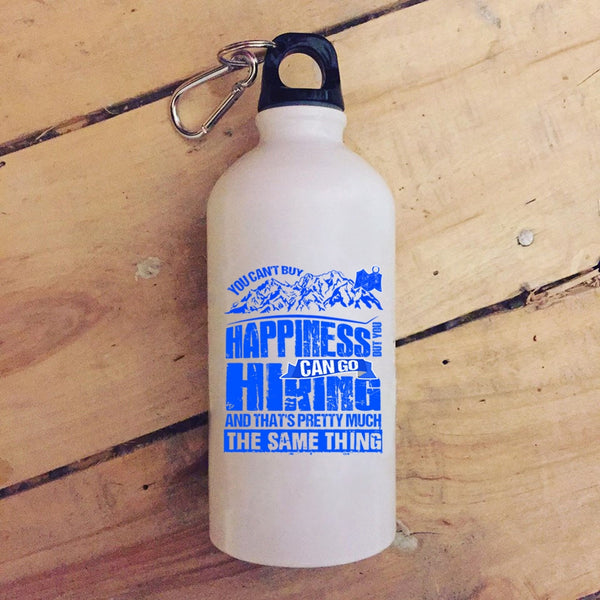 YOU CAN'T BUY
HAPPINESS
BUT YOU
CAN GO
HIKING
AND THAT'S PRETTY MUCH
THE SAME THING